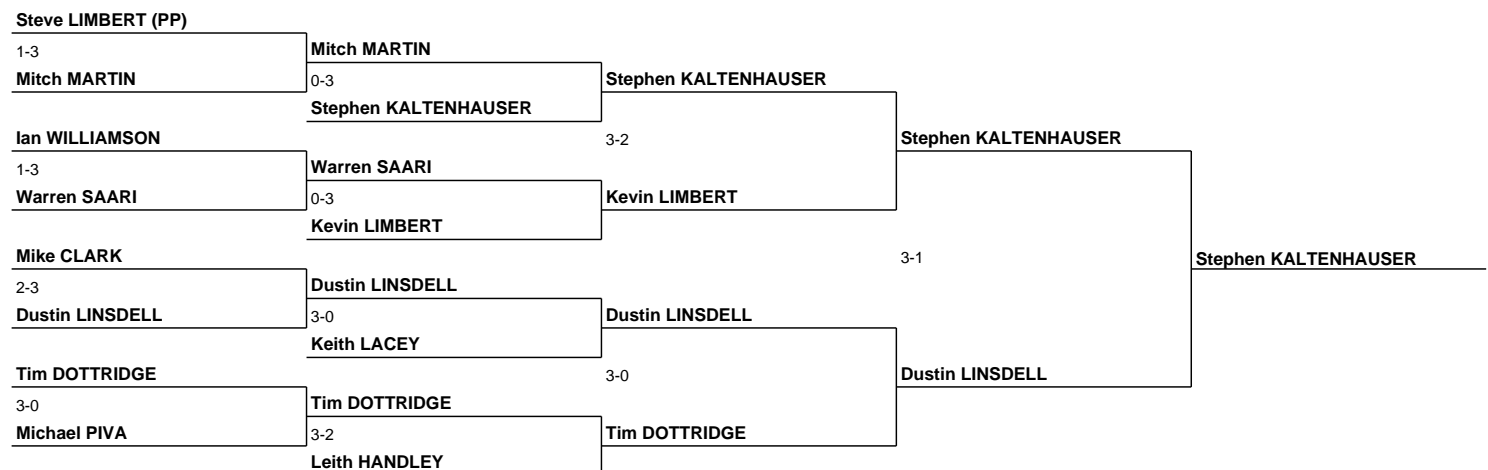 Steve LIMBERT (PP)
1-3
Mitch MARTIN
Mitch MARTIN
0-3
Stephen KALTENHAUSER
Stephen KALTENHAUSER
Ian WILLIAMSON
3-2
Stephen KALTENHAUSER
1-3
Warren SAARI
Warren SAARI
0-3
Kevin LIMBERT
Kevin LIMBERT
Mike CLARK
3-1
Stephen KALTENHAUSER
2-3
Dustin LINSDELL
Dustin LINSDELL
3-0
Dustin LINSDELL
Keith LACEY
Tim DOTTRIDGE
3-0
Dustin LINSDELL
3-0
Tim DOTTRIDGE
Michael PIVA
3-2
Tim DOTTRIDGE
Leith HANDLEY